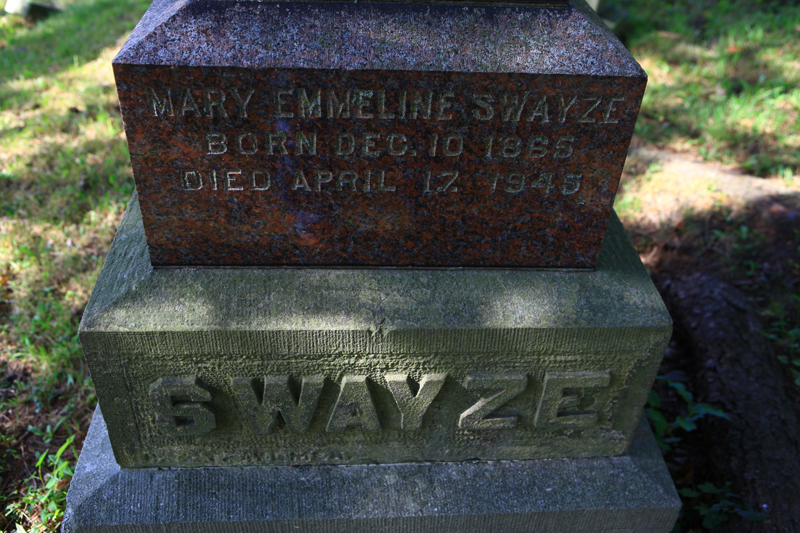 MARY EMMELINE SWAYZE
BORN DEC. 10 1865
DIED APRIL 17 1945
SWAYZE